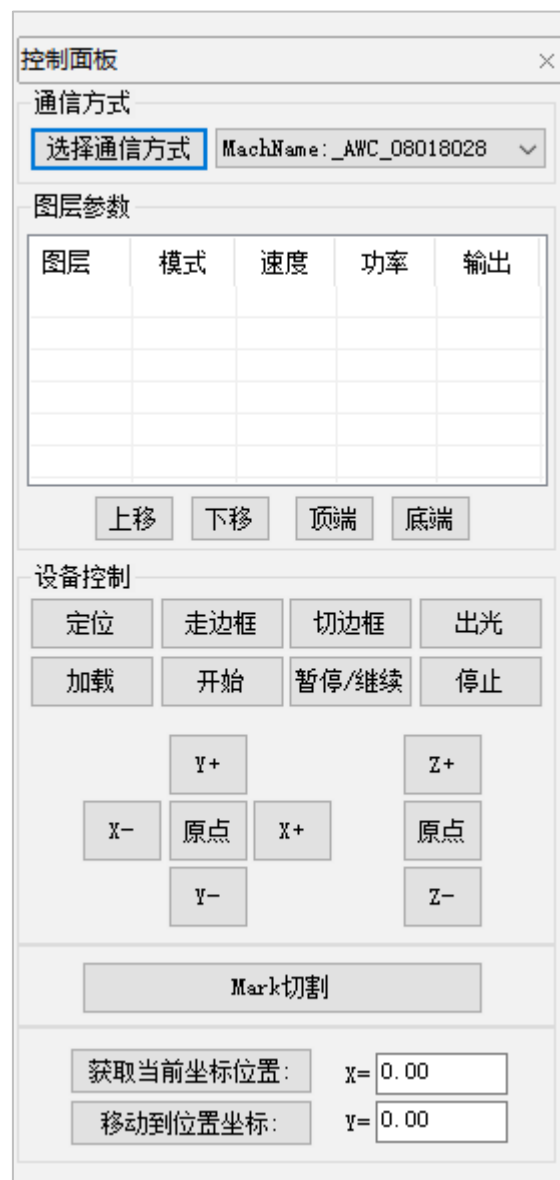 控制面板
通信方式
选择通信方式 MachName:_AWC_08018028
图层参数
图层 模式 速度 功率 输出
上移 下移 顶端 底端
设备控制
定位 走边框 切边框 出光
加载 开始 暂停/继续 停止
Y+ Z+
X- 原点 X+ 原点
Y- Z-
Mark切割
获取当前坐标位置: X= 0.00
移动到位置坐标: Y= 0.00